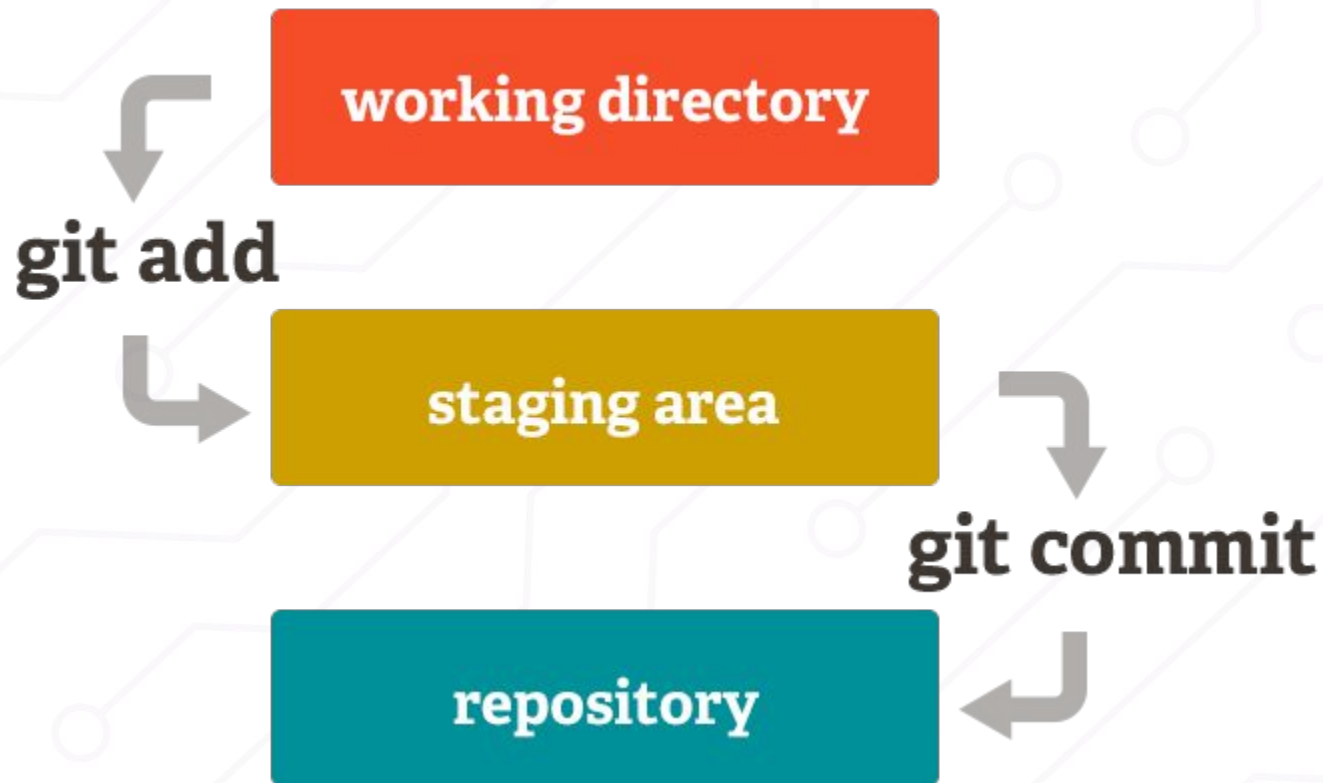 working directory
git add
staging area
git commit
repository